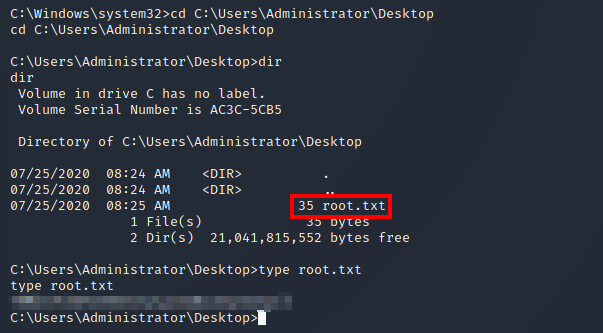 C:\Windows\system32>cd C:\Users\Administrator\Desktop
cd C:\Users\Administrator\Desktop
C:\Users\Administrator\Desktop>dir
dir
Volume in drive C has no label.
Volume Serial Number is AC3C-5CB5
Directory of C:\Users\Administrator\Desktop
07/25/2020  08:24 AM    <DIR>          .
07/25/2020  08:24 AM    <DIR>          ..
07/25/2020  08:25 AM                35 root.txt
1 File(s)             35 bytes
2 Dir(s)  21,041,815,552 bytes free
C:\Users\Administrator\Desktop>type root.txt
type root.txt
C:\Users\Administrator\Desktop>